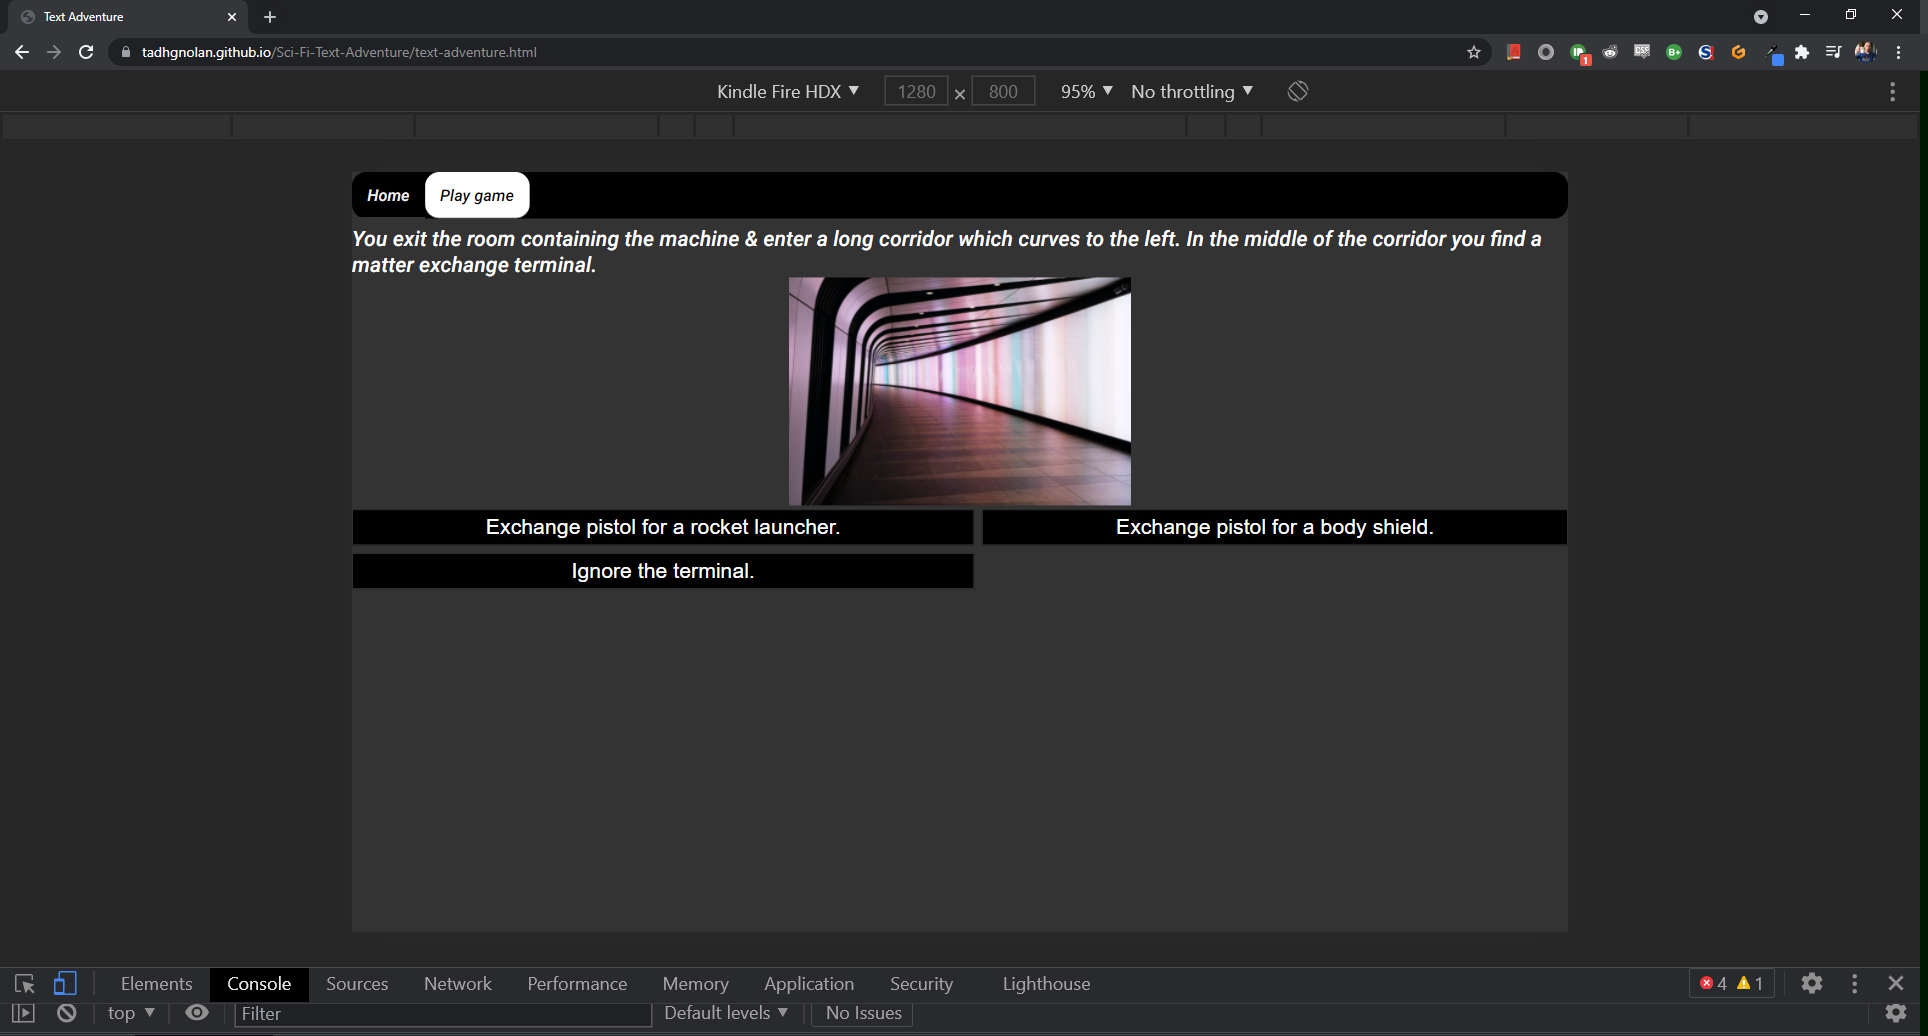 Text Adventure
tadhgnolan.github.io/Sci-Fi-Text-Adventure/text-adventure.html
1
Kindle Fire HDX ▼ 1280 × 800 95% ▼ No throttling ▼
Home Play game
You exit the room containing the machine & enter a long corridor which curves to the left. In the middle of the corridor you find a
matter exchange terminal.
Exchange pistol for a rocket launcher. Exchange pistol for a body shield.
Ignore the terminal.
Elements Console Sources Network Performance Memory Application Security Lighthouse 4 1
top ▼ Filter Default levels ▼ No Issues